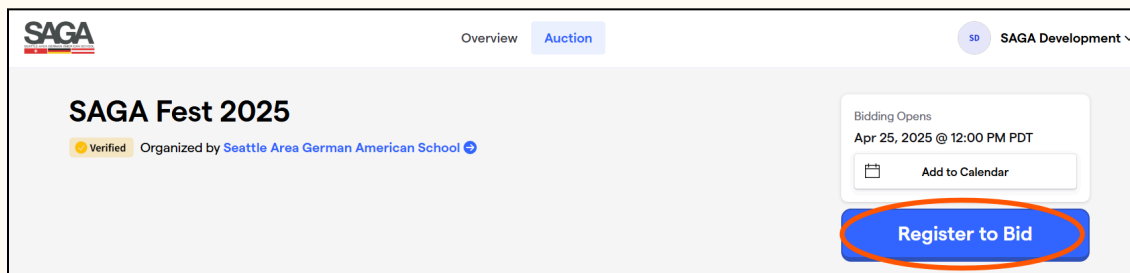 SAGA
Overview Auction
SD SAGA Development
SAGA Fest 2025
Verified Organized by Seattle Area German American School
Bidding Opens
Apr 25, 2025 @ 12:00 PM PDT
Add to Calendar
Register to Bid